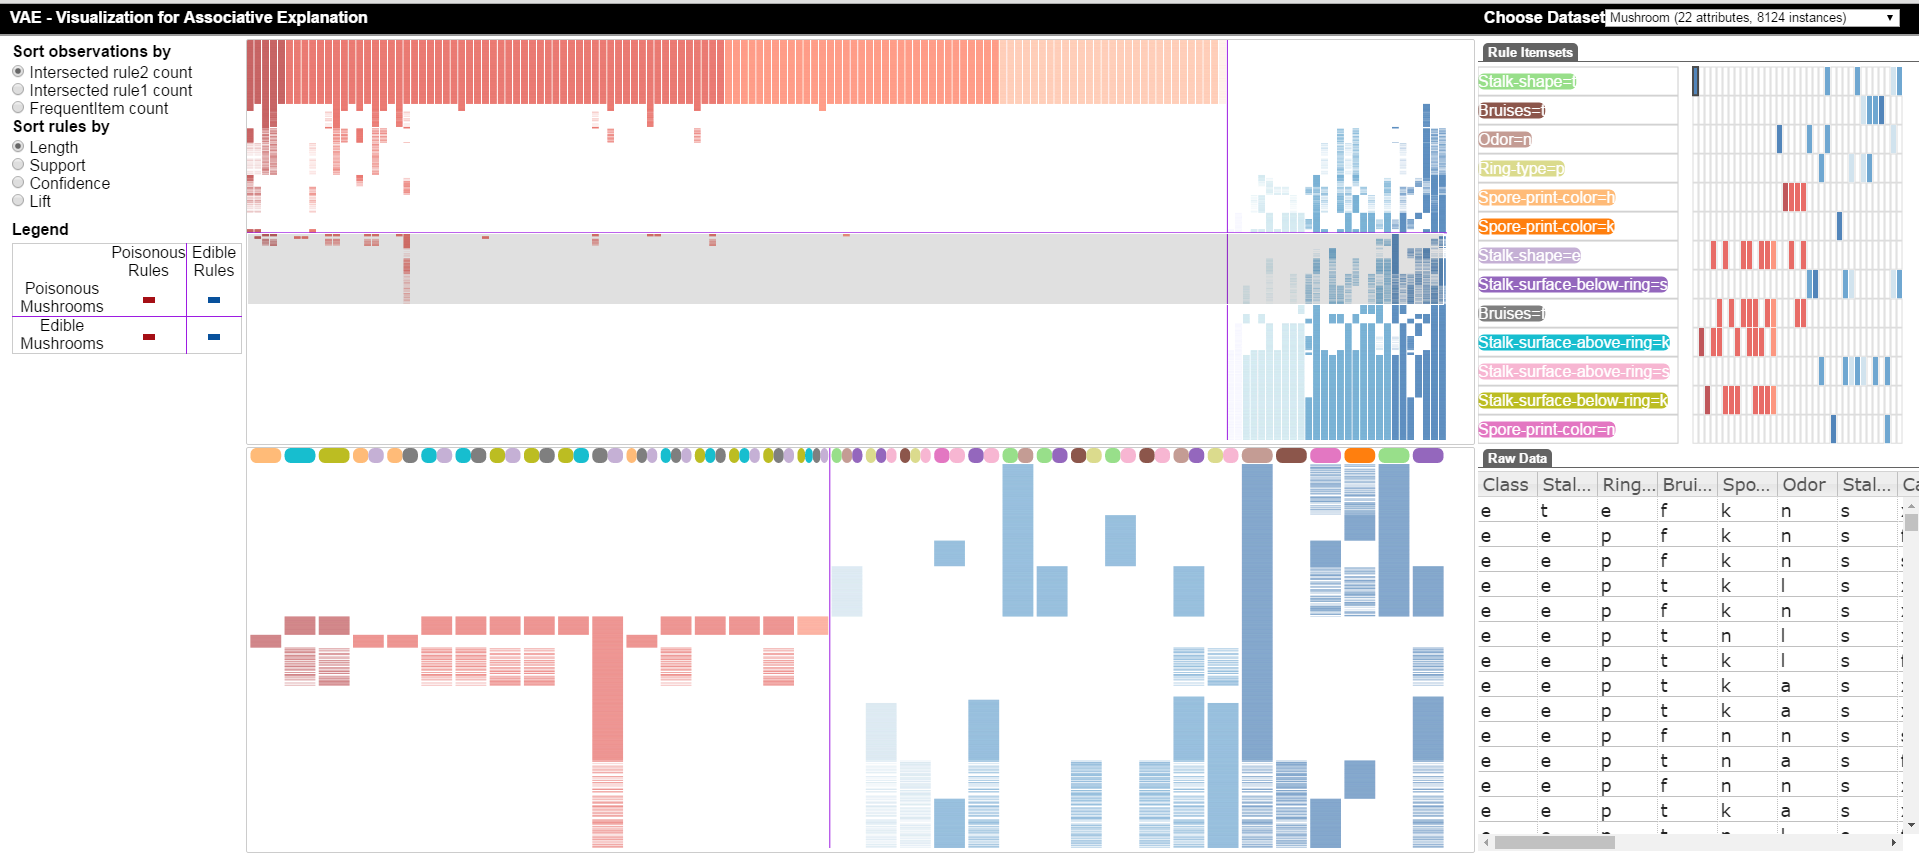 VAE - Visualization for Associative Explanation
Choose Dataset Mushroom (22 attributes, 8124 instances)
Sort observations by
Intersected rule2 count
Intersected rule1 count
FrequentItem count
Sort rules by
Length
Support
Confidence
Lift
Legend
Poisonous Rules Edible Rules
Poisonous Mushrooms
Edible Mushrooms
Rule Itemsets
Stalk-shape=t
Bruises=t
Odor=n
Ring-type=p
Spore-print-color=h
Spore-print-color=k
Stalk-shape=e
Stalk-surface-below-ring=s
Bruises=f
Stalk-surface-above-ring=k
Stalk-surface-above-ring=s
Stalk-surface-below-ring=k
Spore-print-color=n
Raw Data
Class Stal... Ring... Brui... Spo... Odor Stal...
e t e f k n s
e e p f k n s
e e p f k n s
e e p t k l s
e e p f k n s
e e p t n l s
e e p t k l s
e e p t k a s
e e p t k a s
e e p f n n s
e e p t n a s
e e p f n n s
e e p t k a s